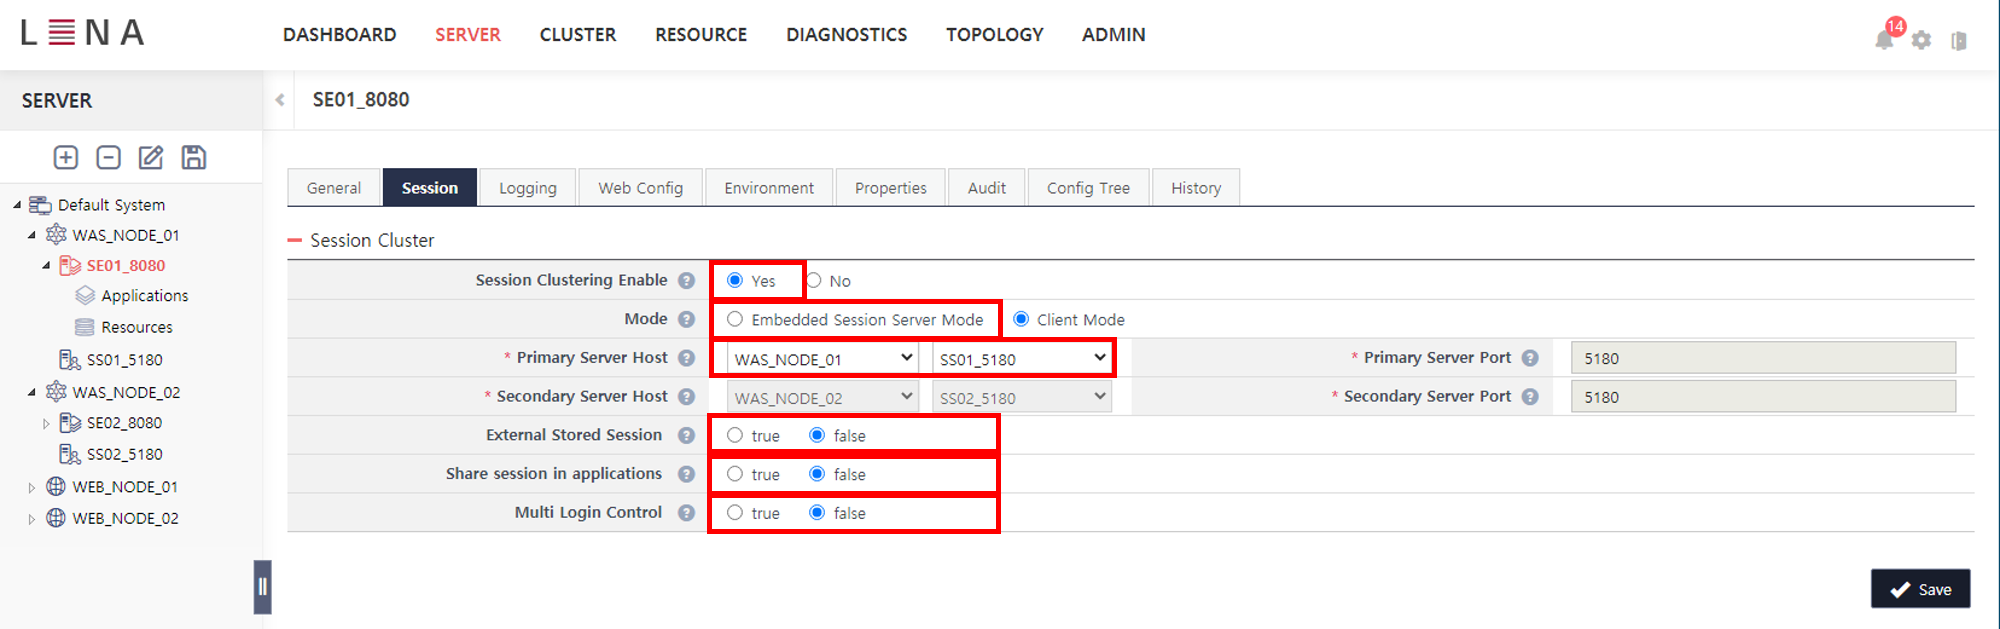 LENA DASHBOARD SERVER CLUSTER RESOURCE DIAGNOSTICS TOPOLOGY ADMIN 14
SERVER
SE01_8080
Default System
WAS_NODE_01
SE01_8080
Applications
Resources
SS01_5180
WAS_NODE_02
SE02_8080
SS02_5180
WEB_NODE_01
WEB_NODE_02
General Session Logging Web Config Environment Properties Audit Config Tree History
Session Cluster
Session Clustering Enable ? Yes No
Mode ? Embedded Session Server Mode Client Mode
* Primary Server Host ? WAS_NODE_01 SS01_5180 * Primary Server Port ? 5180
* Secondary Server Host ? WAS_NODE_02 SS02_5180 * Secondary Server Port ? 5180
External Stored Session ? true false
Share session in applications ? true false
Multi Login Control ? true false
Save